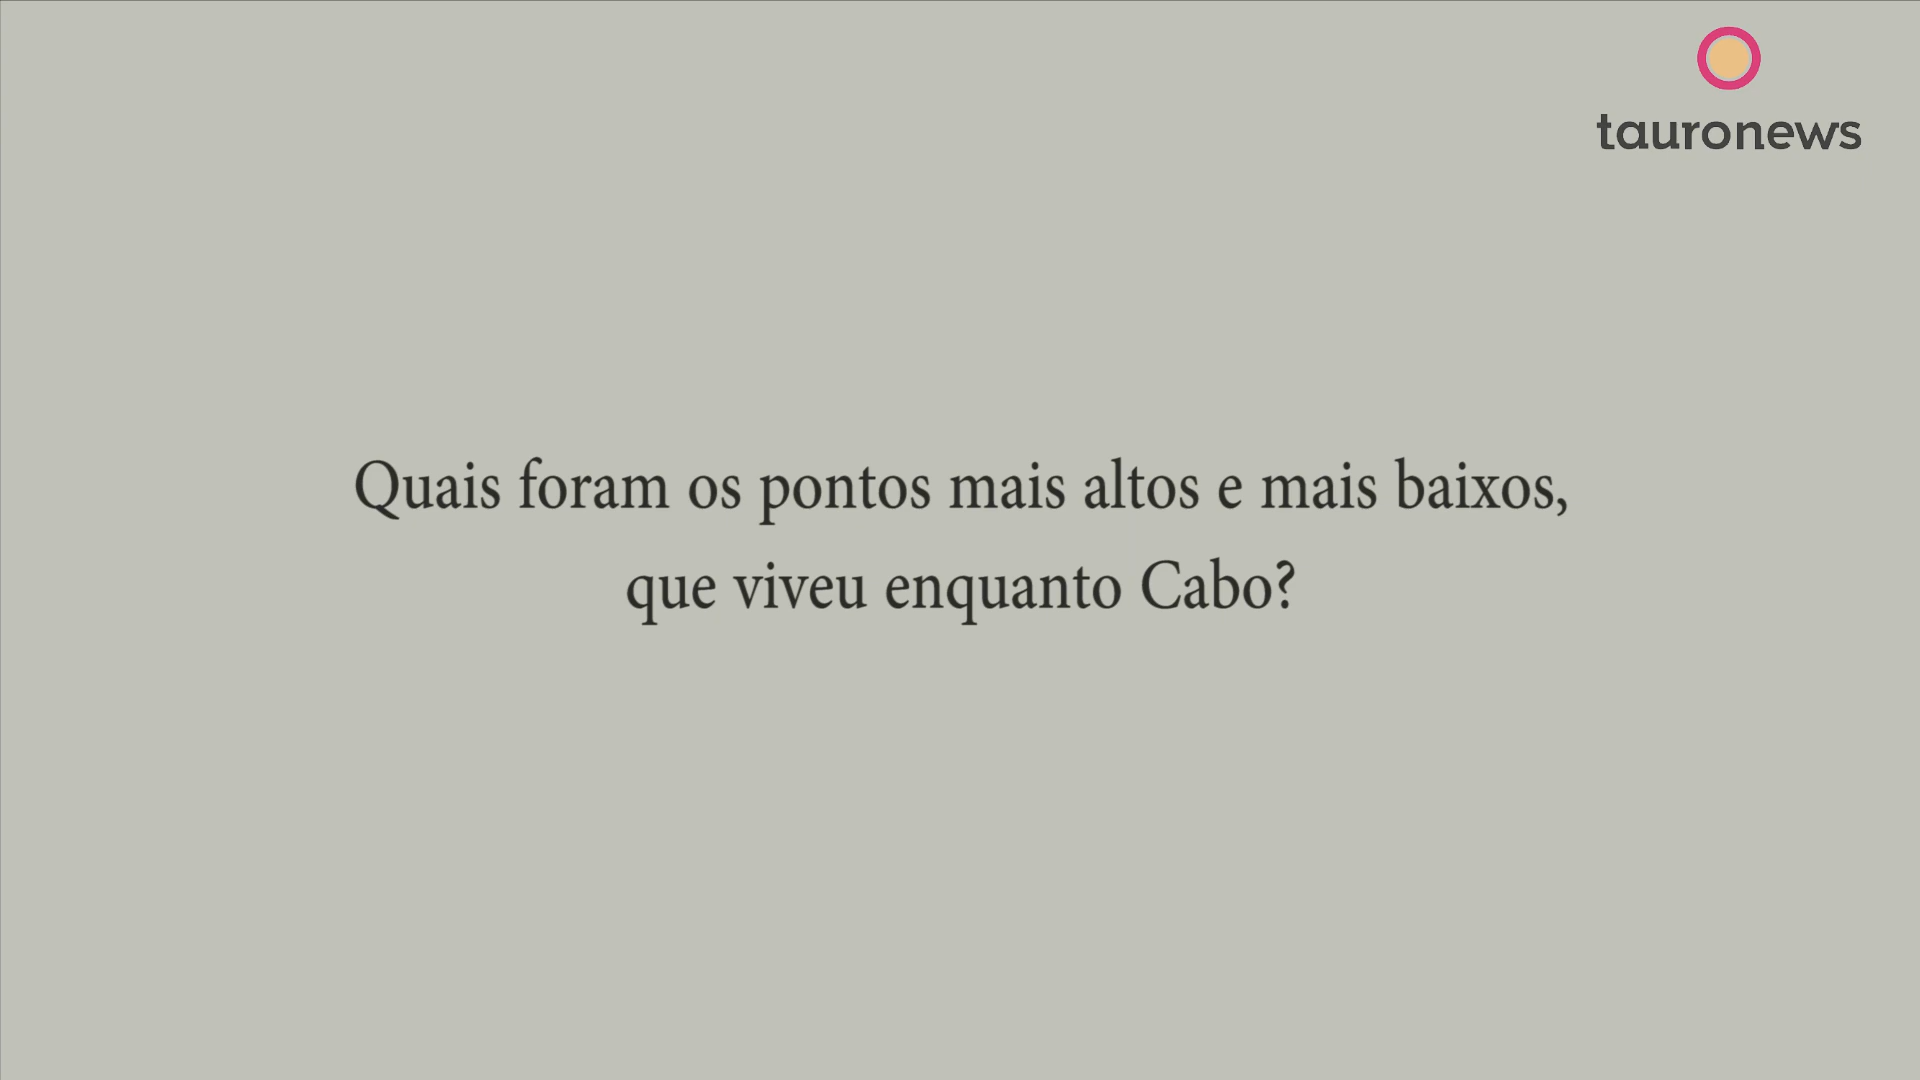 tauronews
Quais foram os pontos mais altos e mais baixos,
que viveu enquanto Cabo?